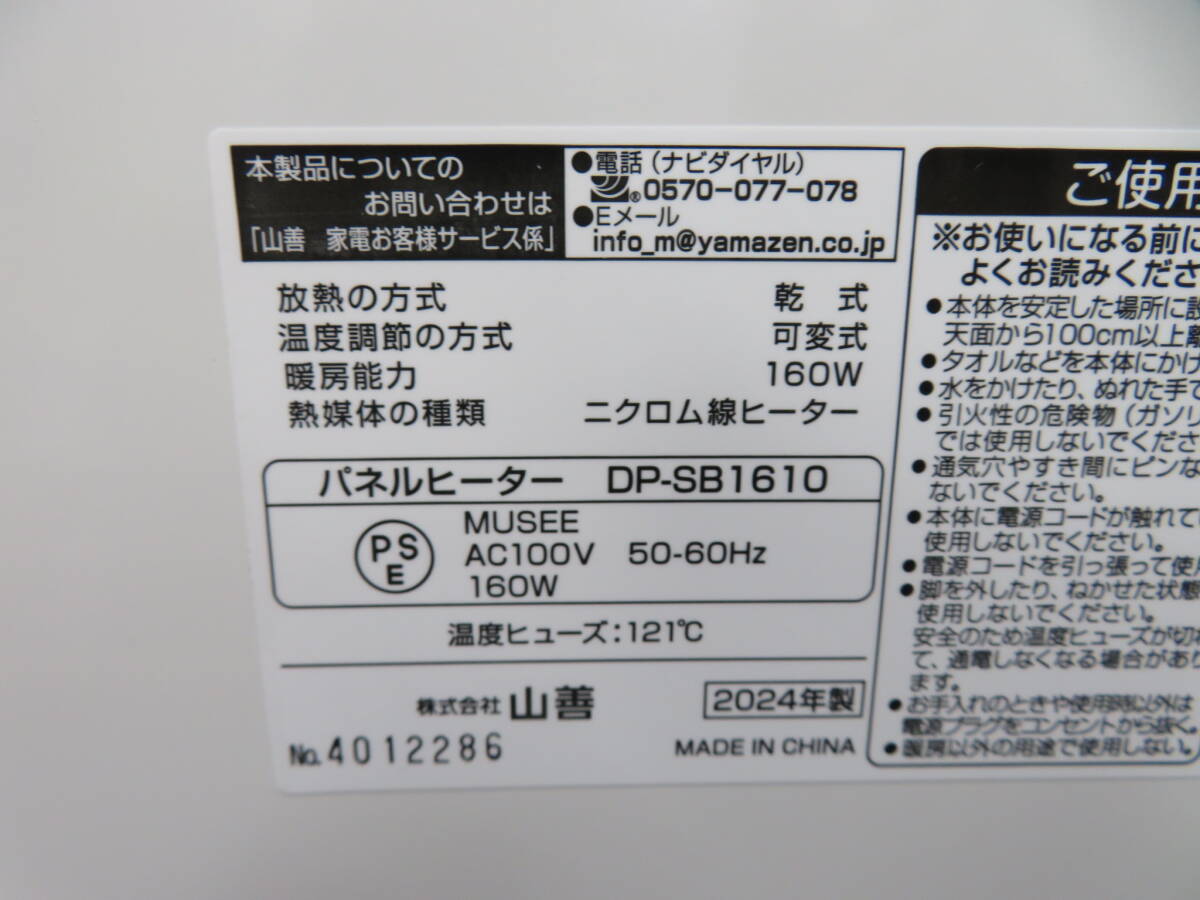 本製品についての
お問い合わせは
「山善 家電お客様サービス係」
●電話（ナビダイヤル）
® 0570-077-078
●Eメール
info_m@yamazen.co.jp
放熱の方式 乾 式
温度調節の方式 可変式
暖房能力 160W
熱媒体の種類 ニクロム線ヒーター
パネルヒーター DP-SB1610
PSE
MUSEE
AC100V 50-60Hz
160W
温度ヒューズ：121℃
株式会社 山善 2024年製
No. 4012286 MADE IN CHINA
ご使用
※お使いになる前に
よくお読みくださ
●本体を安定した場所に設
天面から100cm以上離
●タオルなどを本体にかけ
●水をかけたり、ぬれた手で
●引火性の危険物（ガソリ
では使用しないでくださ
●通気穴やすき間にピンな
ないでください。
●本体に電源コードが触れて
使用しないでください。
●電源コードを引っ張って使用
●脚を外したり、ねかせた状態
使用しないでください。
安全のため温度ヒューズが切
て、通電しなくなる場合があり
ます。
●お手入れのときや使用時以外は
電源プラグをコンセントから抜く。
●暖房以外の用途で使用しない。